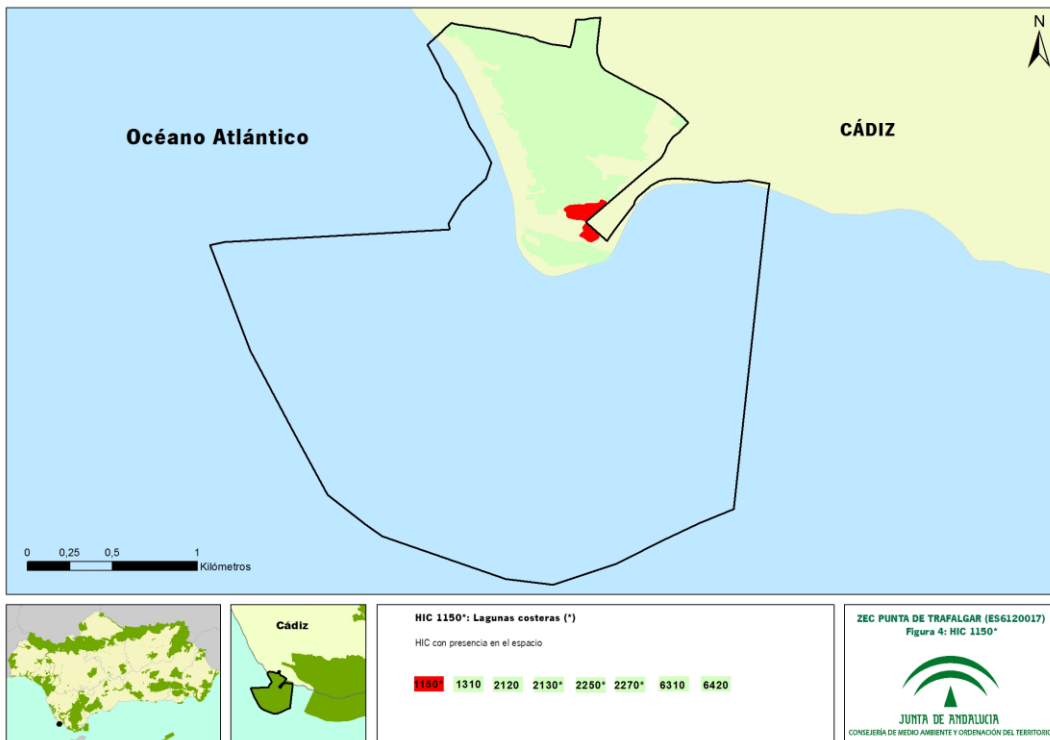 N
Océano Atlántico
CÁDIZ
0 0,25 0,5 1
Kilómetros
Cádiz
HIC 1150*: Lagunas costeras (*)
HIC con presencia en el espacio
1150* 1310 2120 2130* 2250* 2270* 6310 6420
ZEC PUNTA DE TRAFALGAR (ES6120017)
Figura 4: HIC 1150*
JUNTA DE ANDALUCIA
CONSEJERÍA DE MEDIO AMBIENTE Y ORDENACIÓN DEL TERRITORIO